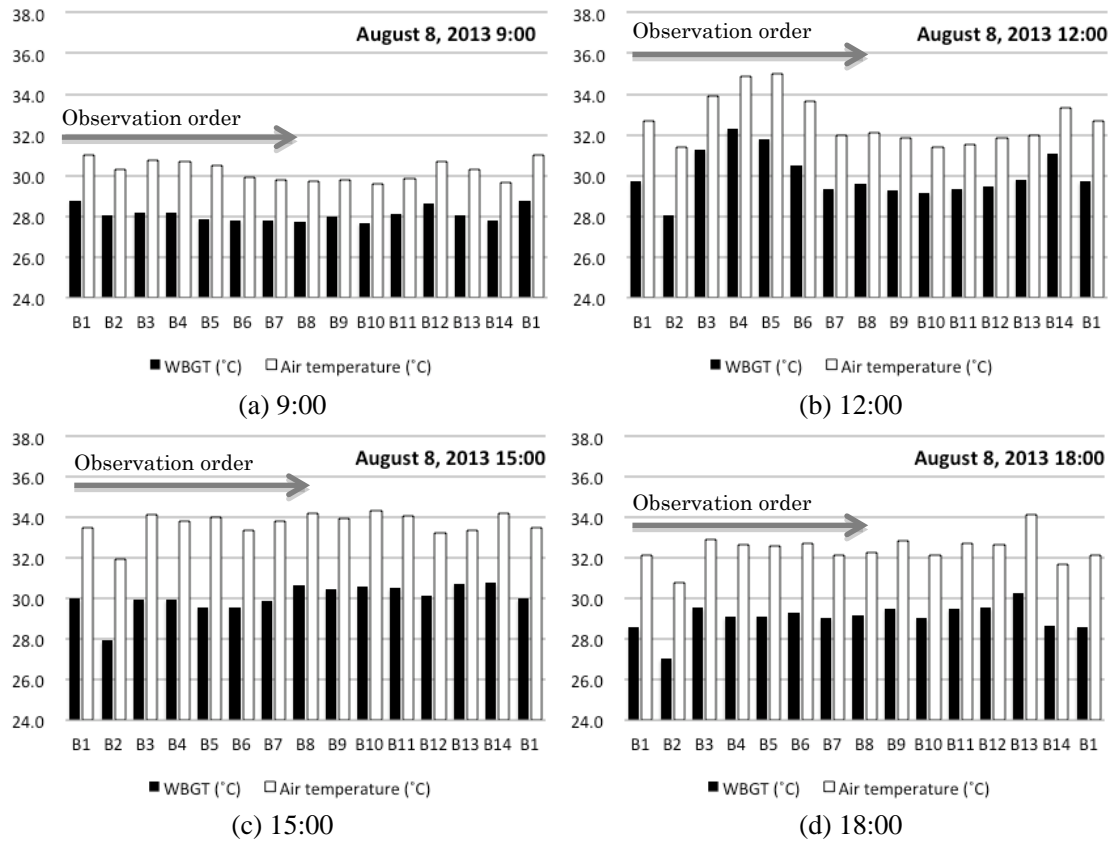 38.0
36.0
34.0
32.0
30.0
28.0
26.0
24.0
August 8, 2013 9:00
Observation order
B1 B2 B3 B4 B5 B6 B7 B8 B9 B10 B11 B12 B13 B14 B1
WBGT (˚C) Air temperature (˚C)
(a) 9:00
38.0
36.0
34.0
32.0
30.0
28.0
26.0
24.0
Observation order
August 8, 2013 12:00
B1 B2 B3 B4 B5 B6 B7 B8 B9 B10 B11 B12 B13 B14 B1
WBGT (˚C) Air temperature (˚C)
(b) 12:00
38.0
36.0
34.0
32.0
30.0
28.0
26.0
24.0
August 8, 2013 15:00
Observation order
B1 B2 B3 B4 B5 B6 B7 B8 B9 B10 B11 B12 B13 B14 B1
WBGT (˚C) Air temperature (˚C)
(c) 15:00
38.0
36.0
34.0
32.0
30.0
28.0
26.0
24.0
August 8, 2013 18:00
Observation order
B1 B2 B3 B4 B5 B6 B7 B8 B9 B10 B11 B12 B13 B14 B1
WBGT (˚C) Air temperature (˚C)
(d) 18:00